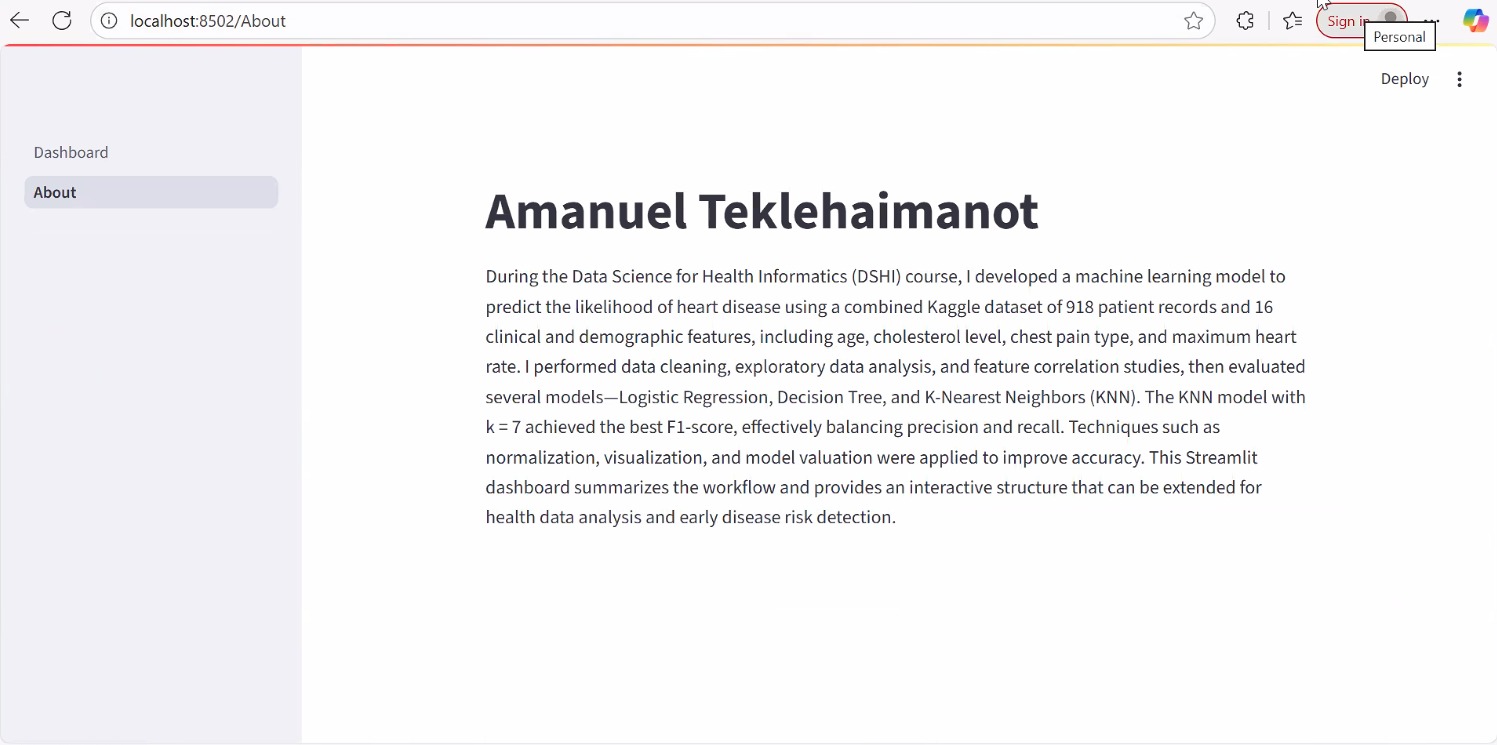 localhost:8502/About
Sign in
Personal
Deploy
Dashboard
About
Amanuel Teklehaimanot
During the Data Science for Health Informatics (DSHI) course, I developed a machine learning model to
predict the likelihood of heart disease using a combined Kaggle dataset of 918 patient records and 16
clinical and demographic features, including age, cholesterol level, chest pain type, and maximum heart
rate. I performed data cleaning, exploratory data analysis, and feature correlation studies, then evaluated
several models—Logistic Regression, Decision Tree, and K-Nearest Neighbors (KNN). The KNN model with
k = 7 achieved the best F1-score, effectively balancing precision and recall. Techniques such as
normalization, visualization, and model valuation were applied to improve accuracy. This Streamlit
dashboard summarizes the workflow and provides an interactive structure that can be extended for
health data analysis and early disease risk detection.